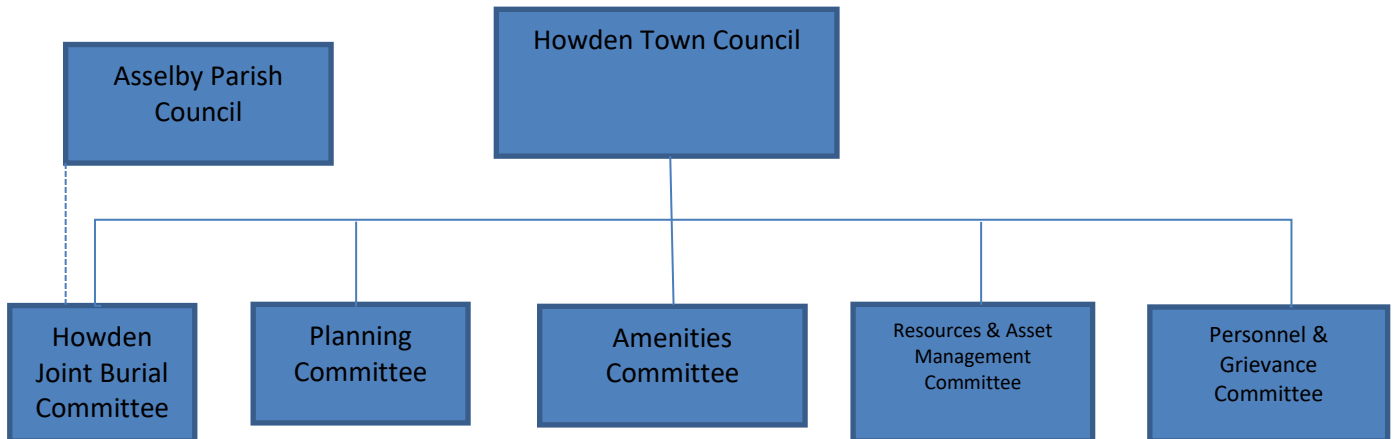 Howden Town Council
Asselby Parish
Council
Howden
Joint Burial
Committee
Planning
Committee
Amenities
Committee
Resources & Asset
Management
Committee
Personnel &
Grievance
Committee